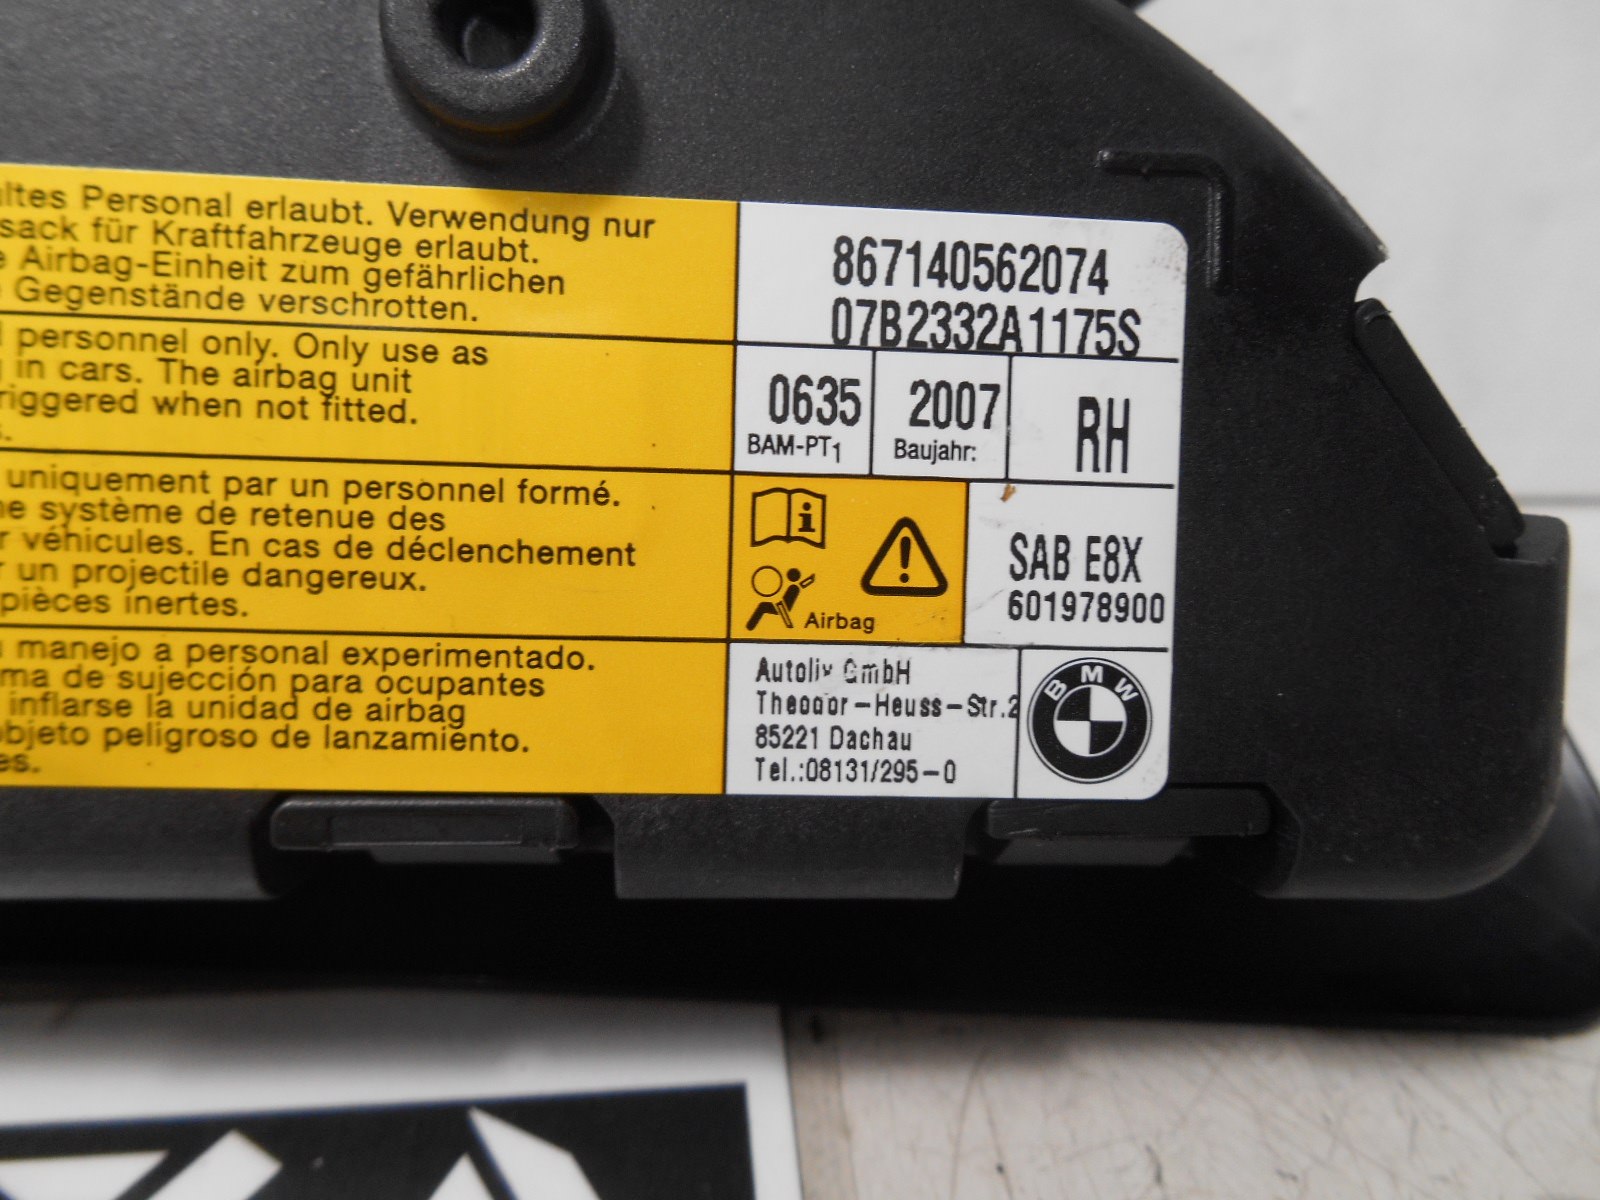 ltes Personal erlaubt. Verwendung nur
sack für Kraftfahrzeuge erlaubt.
e Airbag-Einheit zum gefährlichen
Gegenstände verschrotten.
personnel only. Only use as
in cars. The airbag unit
riggered when not fitted.
s.
uniquement par un personnel formé.
ne système de retenue des
r véhicules. En cas de déclenchement
r un projectile dangereux.
pièces inertes.
manejo a personal experimentado.
ma de sujección para ocupantes
inflarse la unidad de airbag
objeto peligroso de lanzamiento.
es.
867140562074
07B2332A1175S
0635
BAM-PT1
2007
Baujahr:
RH
i
!
Airbag
SAB E8X
601978900
Autoliv GmbH
Theodor-Heuss-Str.2
85221 Dachau
Tel.:08131/295-0
BMW